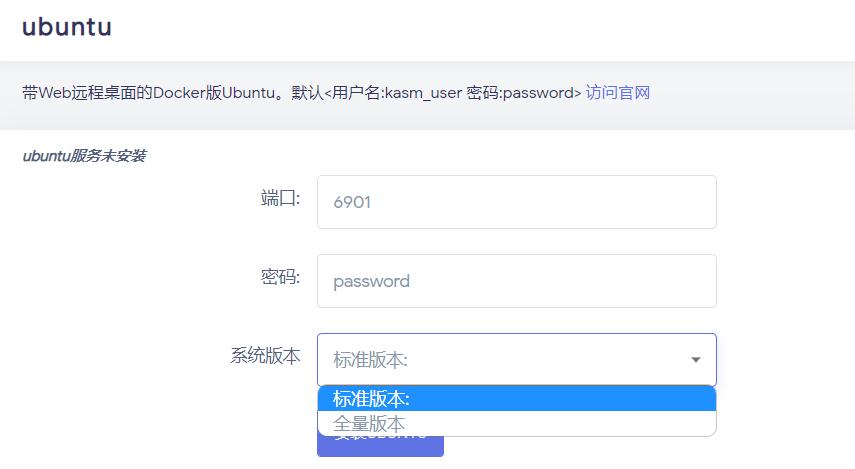 ubuntu
带Web远程桌面的Docker版Ubuntu。默认<用户名:kasm_user 密码:password> 访问官网
ubuntu服务未安装
端口: 6901
密码: password
系统版本 标准版本:
标准版本:
全量版本